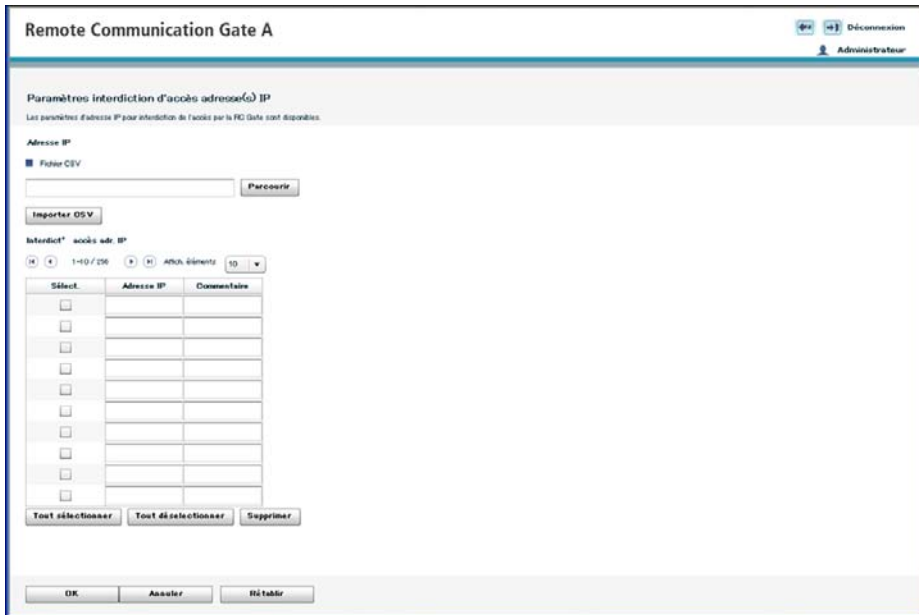 Remote Communication Gate A
Déconnexion
Administrateur
Paramètres interdiction d'accès adresse(s) IP
Les paramètres d'adresse IP pour interdiction de l'accès par la RC Gate sont disponibles.
Adresse IP
Fichier CSV
Parcourir
Importer CSV
Interdict° accès adr. IP
1-10 / 256 Affich. éléments 10
Sélect. Adresse IP Commentaire
Tout sélectionner Tout déselectionner Supprimer
OK Annuler Rétablir